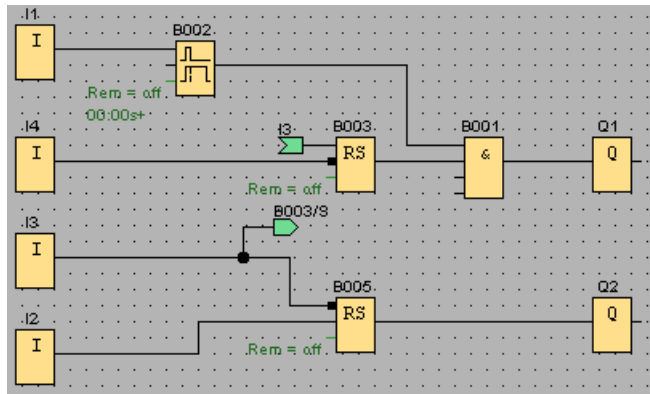 I1
I
B002
Rem = off
00:00s+
I4
I
I3
B003
RS
Rem = off
B001
&
Q1
Q
B003/S
I3
I
B005
RS
Rem = off
Q2
Q
I2
I